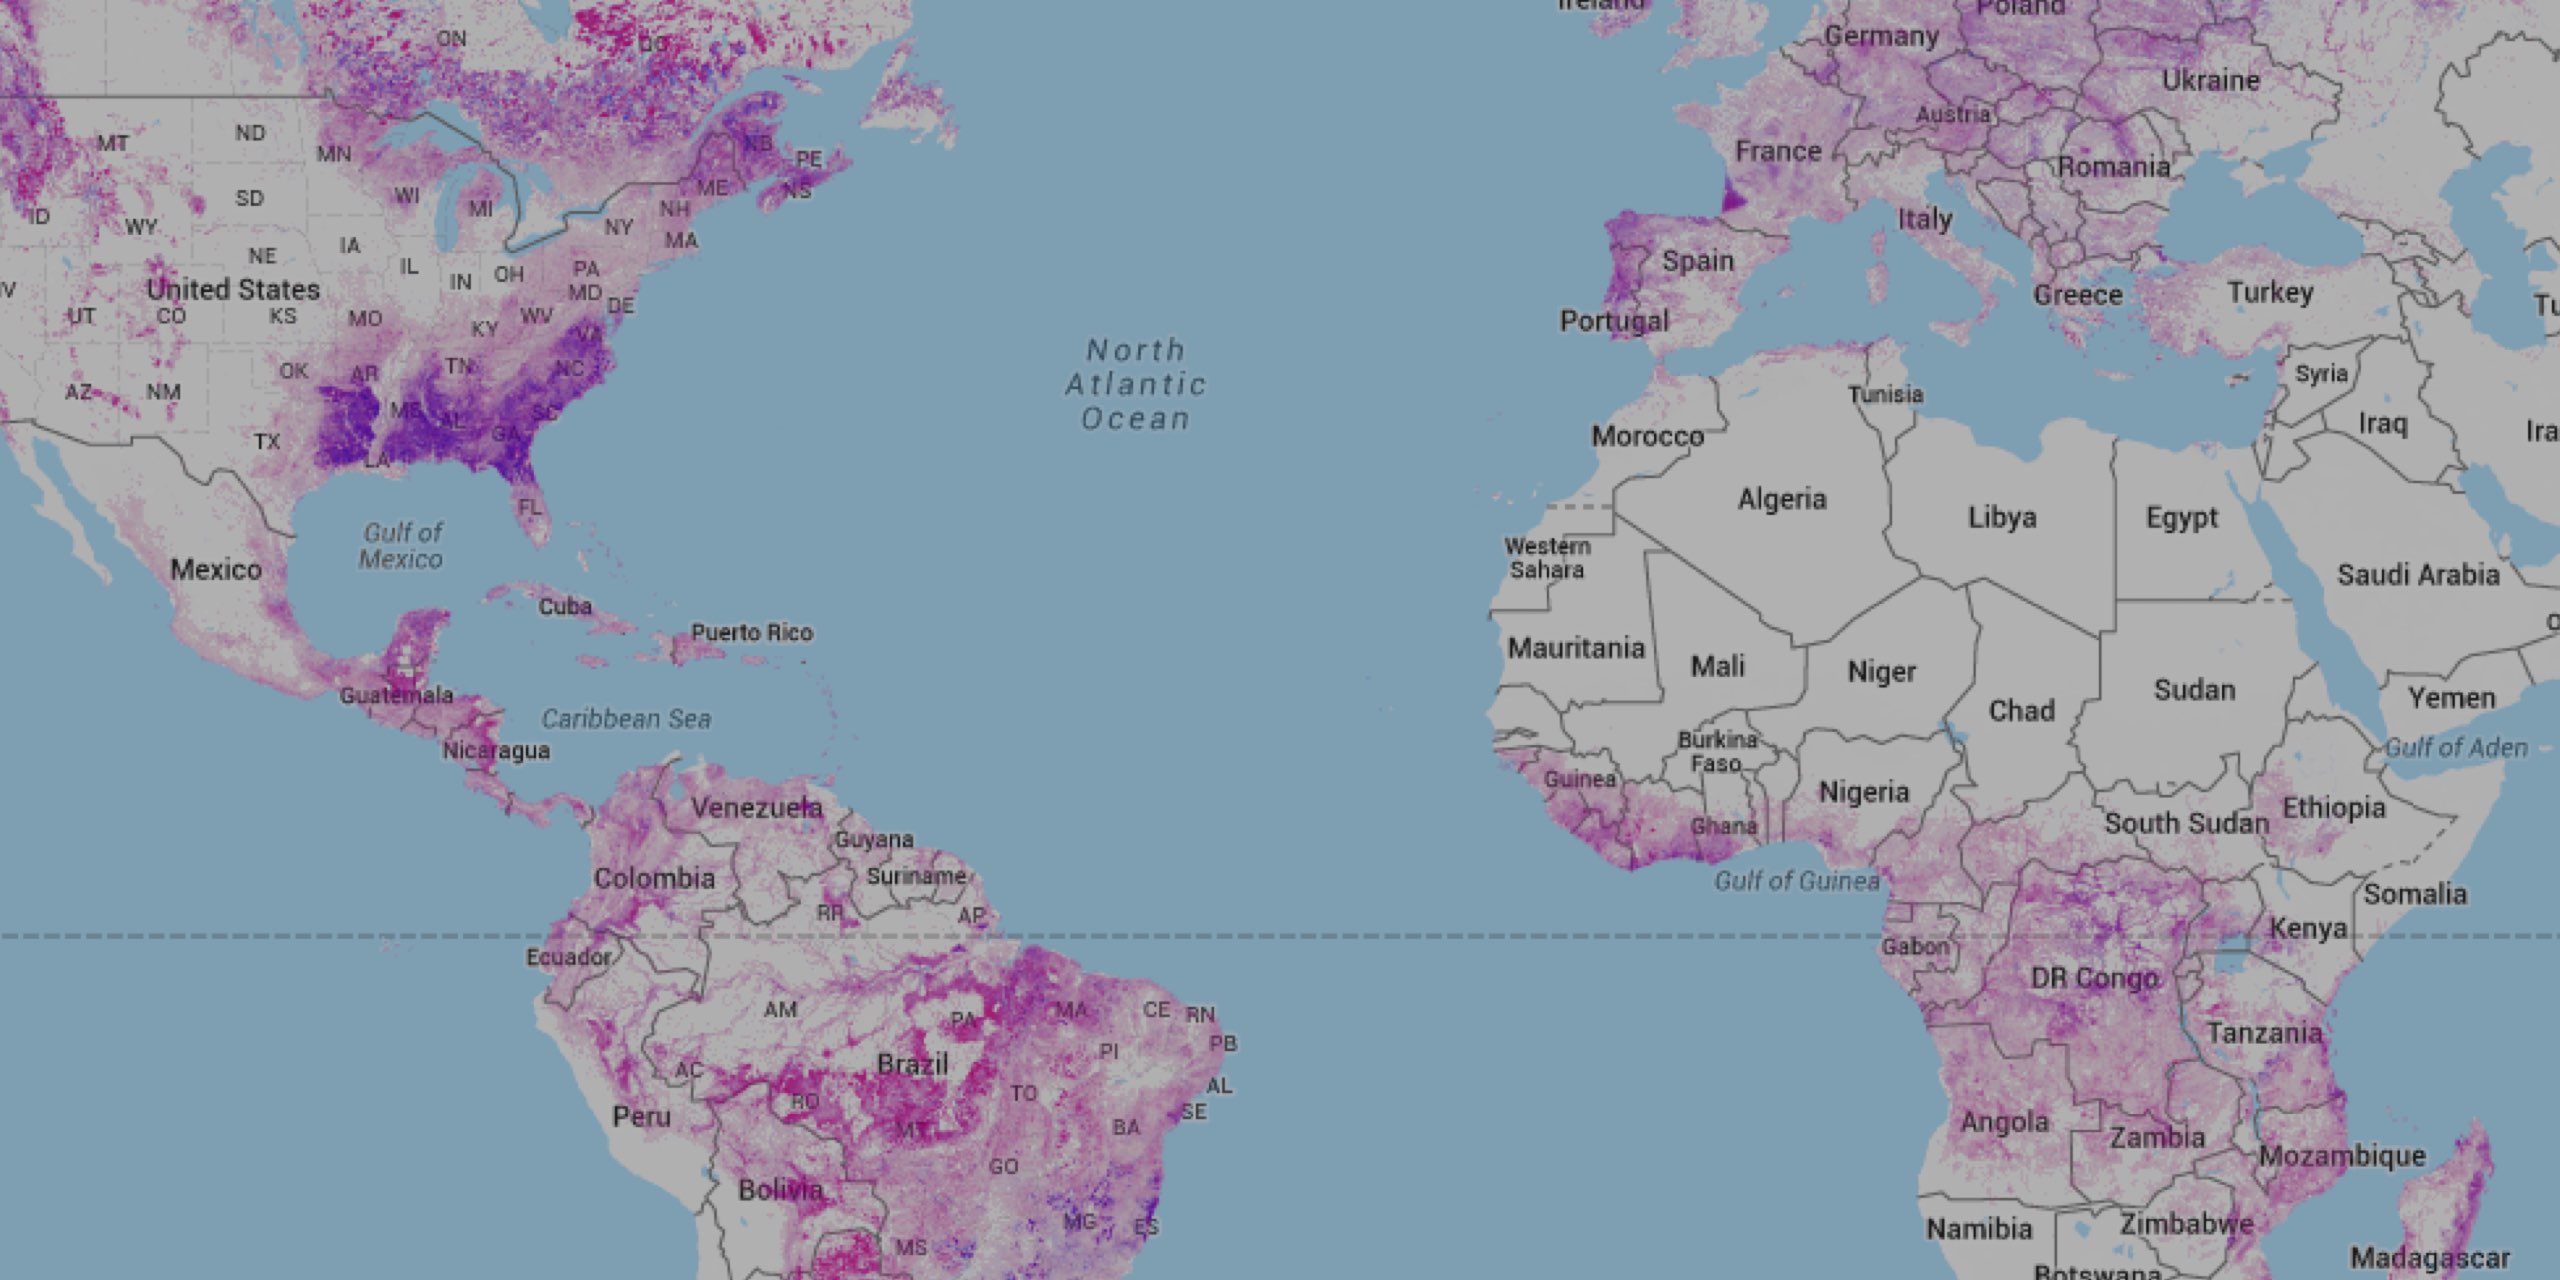 ON
QC
MT
ND
MN
ID
SD
WI
MI
WY
NE
IA
IL
IN
OH
NY
NH
ME
MA
NB
PE
NS
PA
MD
DE
United States
UT
CO
KS
MO
KY
WV
VA
OK
AR
TN
NC
AZ
NM
MS
AL
GA
SC
TX
LA
FL
Gulf of
Mexico
Mexico
Cuba
Puerto Rico
Guatemala
Caribbean Sea
Nicaragua
North
Atlantic
Ocean
Venezuela
Guyana
Suriname
Colombia
RR
AP
Ecuador
AM
PA
MA
CE
RN
PB
PI
Brazil
AC
RO
TO
AL
SE
Peru
MT
BA
GO
Bolivia
MG
ES
MS
Ireland
Poland
Germany
Ukraine
Austria
France
Romania
Italy
Spain
Portugal
Greece
Turkey
Syria
Tunisia
Iraq
Morocco
Algeria
Libya
Egypt
Western
Sahara
Saudi Arabia
Mauritania
Mali
Niger
Chad
Sudan
Yemen
Burkina
Faso
Gulf of Aden
Guinea
Nigeria
Ghana
South Sudan
Ethiopia
Gulf of Guinea
Somalia
Kenya
Gabon
DR Congo
Tanzania
Angola
Zambia
Mozambique
Namibia
Zimbabwe
Madagascar
Botswana